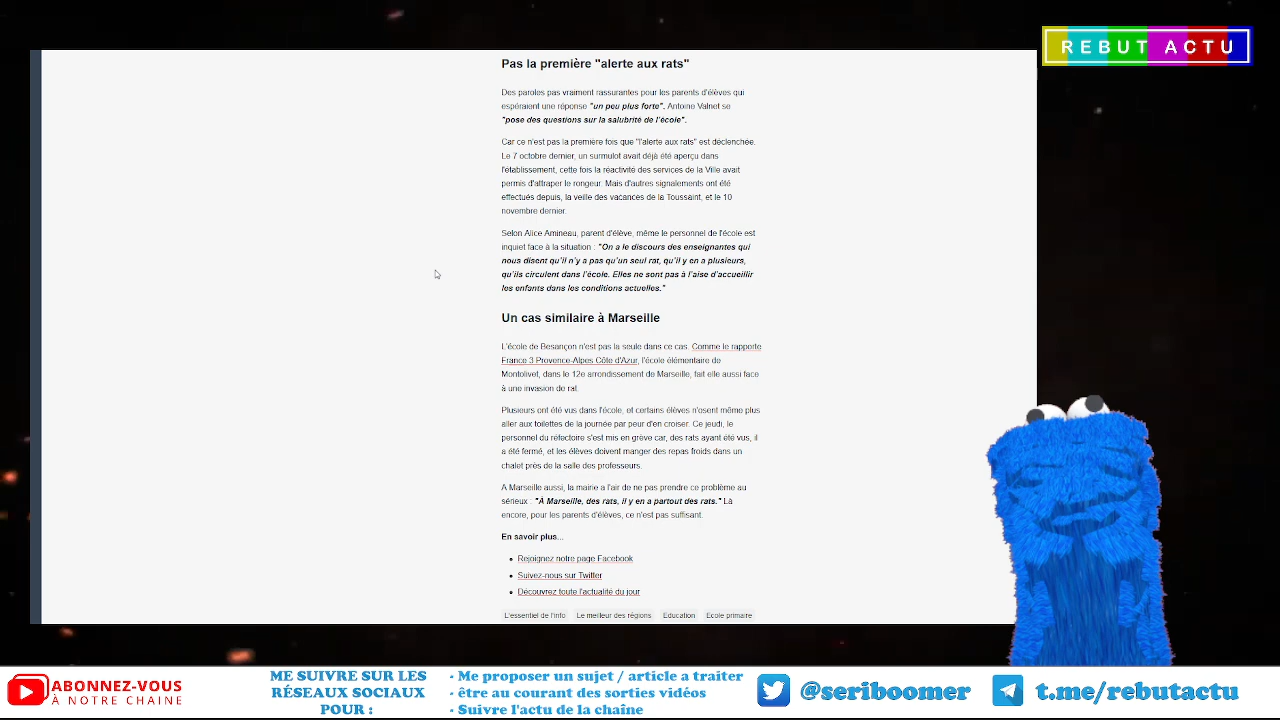 REBUT ACTU
Pas la première "alerte aux rats"
Des paroles pas vraiment rassurantes pour les parents d'élèves qui
espéraient une réponse "un peu plus forte". Antoine Valnet se
"pose des questions sur la salubrité de l'école".
Car ce n'est pas la première fois que "l'alerte aux rats" est déclenchée.
Le 7 octobre dernier, un surmulot avait déjà été aperçu dans
l'établissement, cette fois la réactivité des services de la Ville avait
permis d'attraper le rongeur. Mais d'autres signalements ont été
effectués depuis, la veille des vacances de la Toussaint, et le 10
novembre dernier.
Selon Alice Amineau, parent d'élève, même le personnel de l'école est
inquiet face à la situation : "On a le discours des enseignantes qui
nous disent qu'il n'y a pas qu'un seul rat, qu'il y en a plusieurs,
qu'ils circulent dans l'école. Elles ne sont pas à l'aise d'accueillir
les enfants dans les conditions actuelles."
Un cas similaire à Marseille
L'école de Besançon n'est pas la seule dans ce cas. Comme le rapporte
France 3 Provence-Alpes Côte d'Azur, l'école élémentaire de
Montolivet, dans le 12e arrondissement de Marseille, fait elle aussi face
à une invasion de rat.
Plusieurs ont été vus dans l'école, et certains élèves n'osent même plus
aller aux toilettes de la journée par peur d'en croiser. Ce jeudi, le
personnel du réfectoire s'est mis en grève car, des rats ayant été vus, il
a été fermé, et les élèves doivent manger des repas froids dans un
chalet près de la salle des professeurs.
A Marseille aussi, la mairie a l'air de ne pas prendre ce problème au
sérieux : "À Marseille, des rats, il y en a partout des rats." Là
encore, pour les parents d'élèves, ce n'est pas suffisant.
En savoir plus...
• Rejoignez notre page Facebook
• Suivez-nous sur Twitter
• Découvrez toute l'actualité du jour
L'essentiel de l'info Le meilleur des régions Education Ecole primaire
ABONNEZ-VOUS
À NOTRE CHAINE
ME SUIVRE SUR LES
RÉSEAUX SOCIAUX
POUR :
- Me proposer un sujet / article a traiter
- être au courant des sorties vidéos
- Suivre l'actu de la chaîne
@seriboomer
t.me/rebutactu